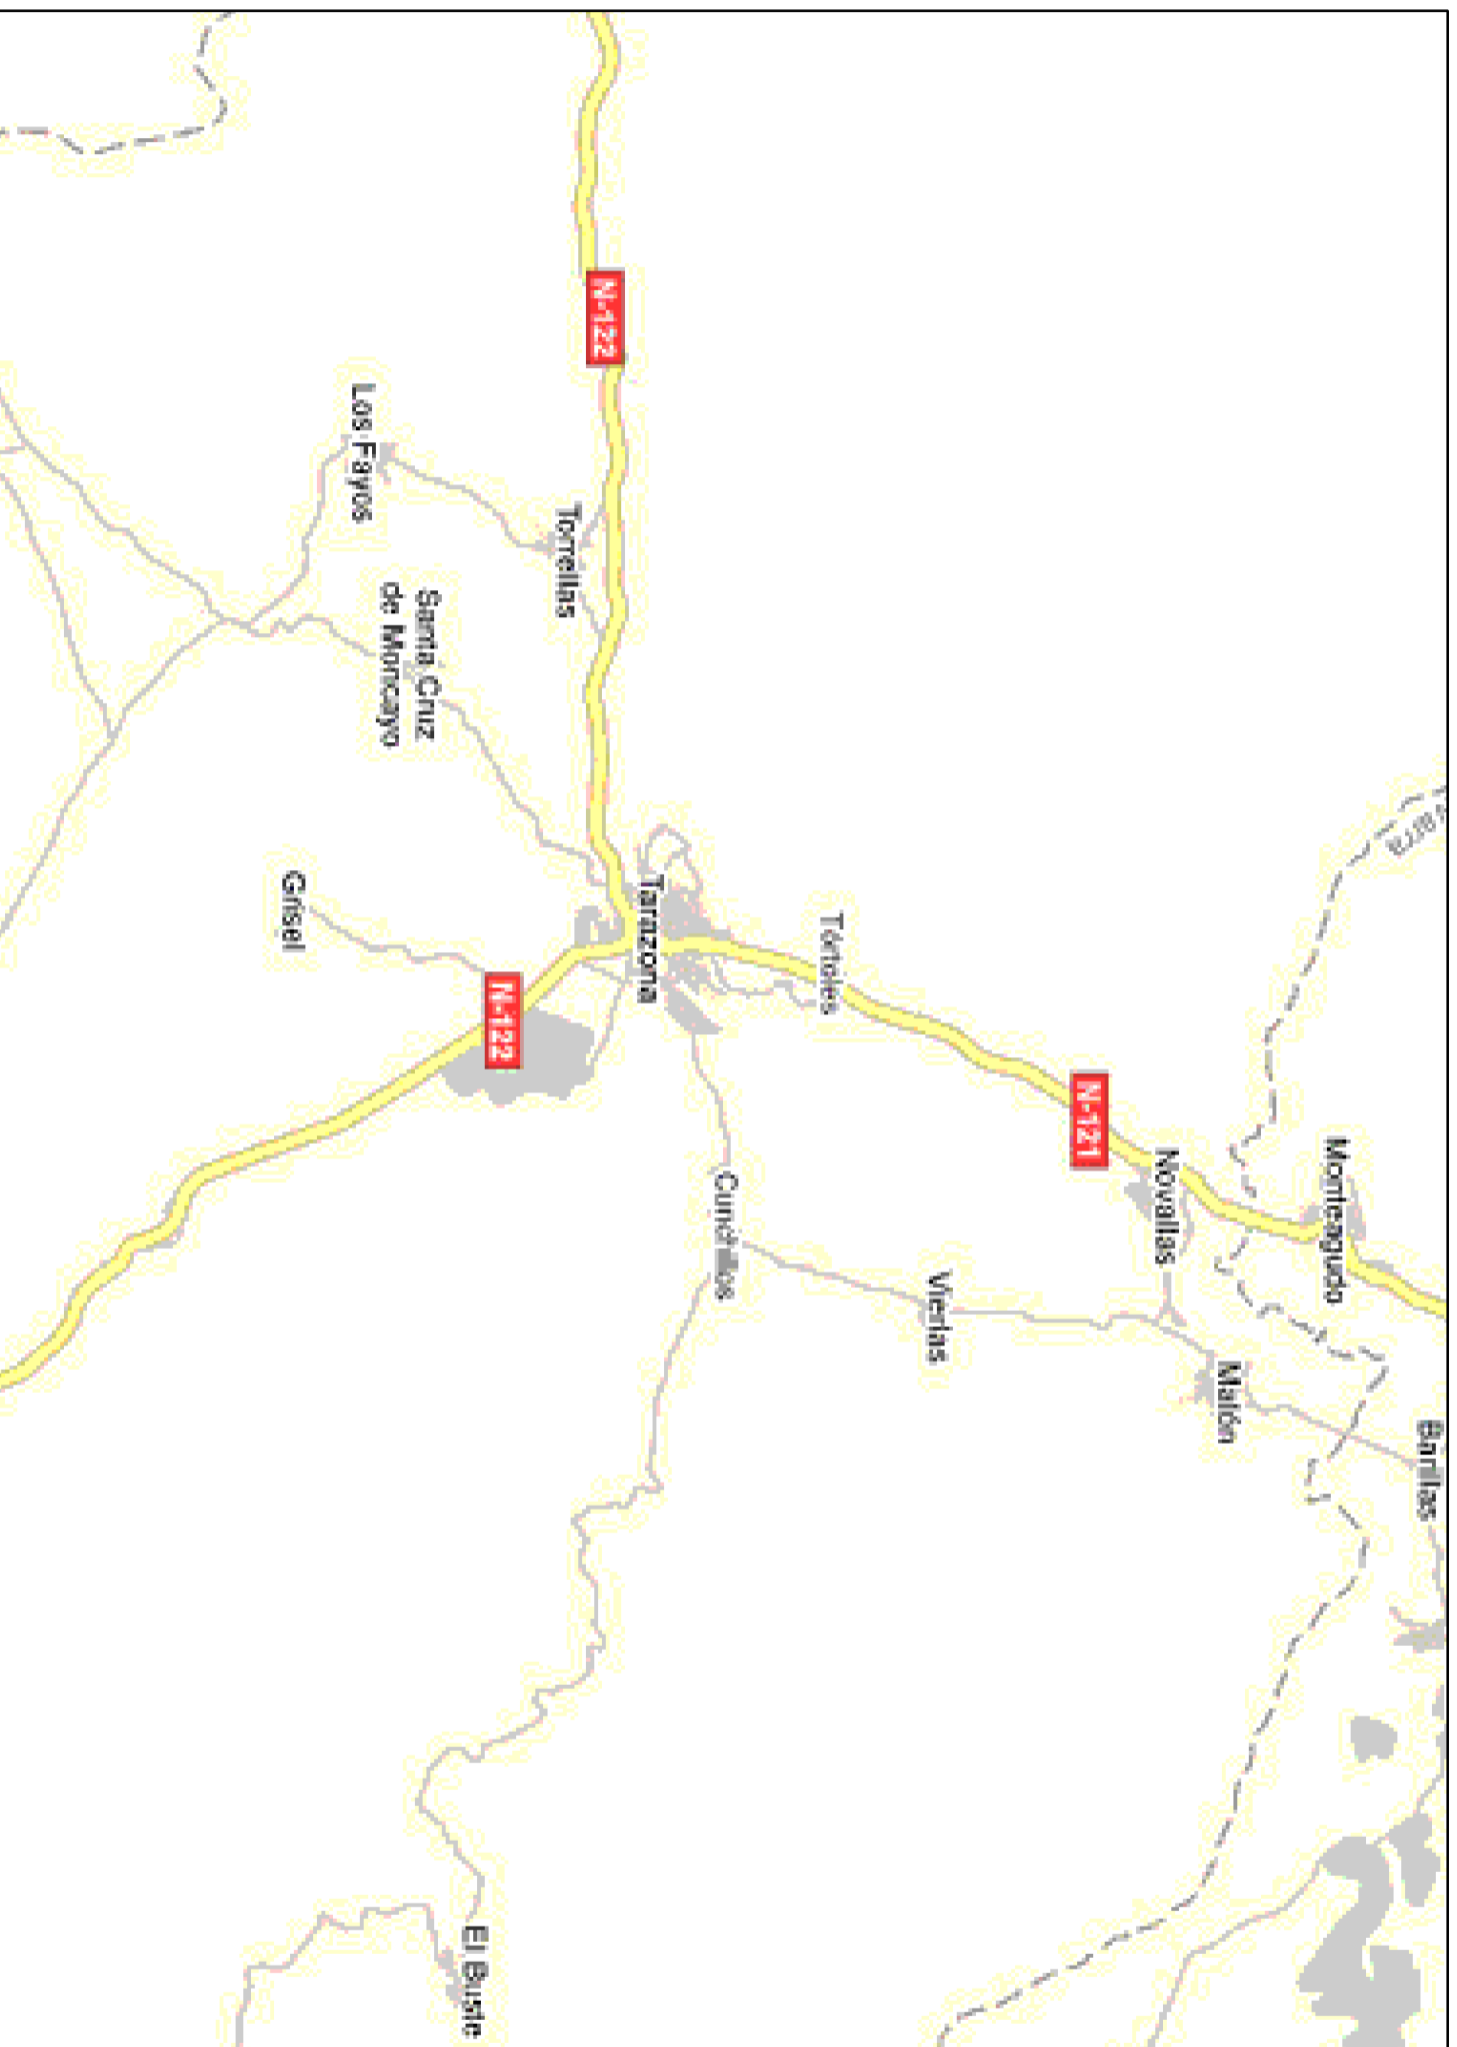 Barillas
Monteagudo
Malón
Novallas
N-121
Vierlas
Tórtoles
Cunchillos
Tarazona
N-122
Torrellas
N-122
El Buste
Santa Cruz
de Moncayo
Los Fayos
Grisel